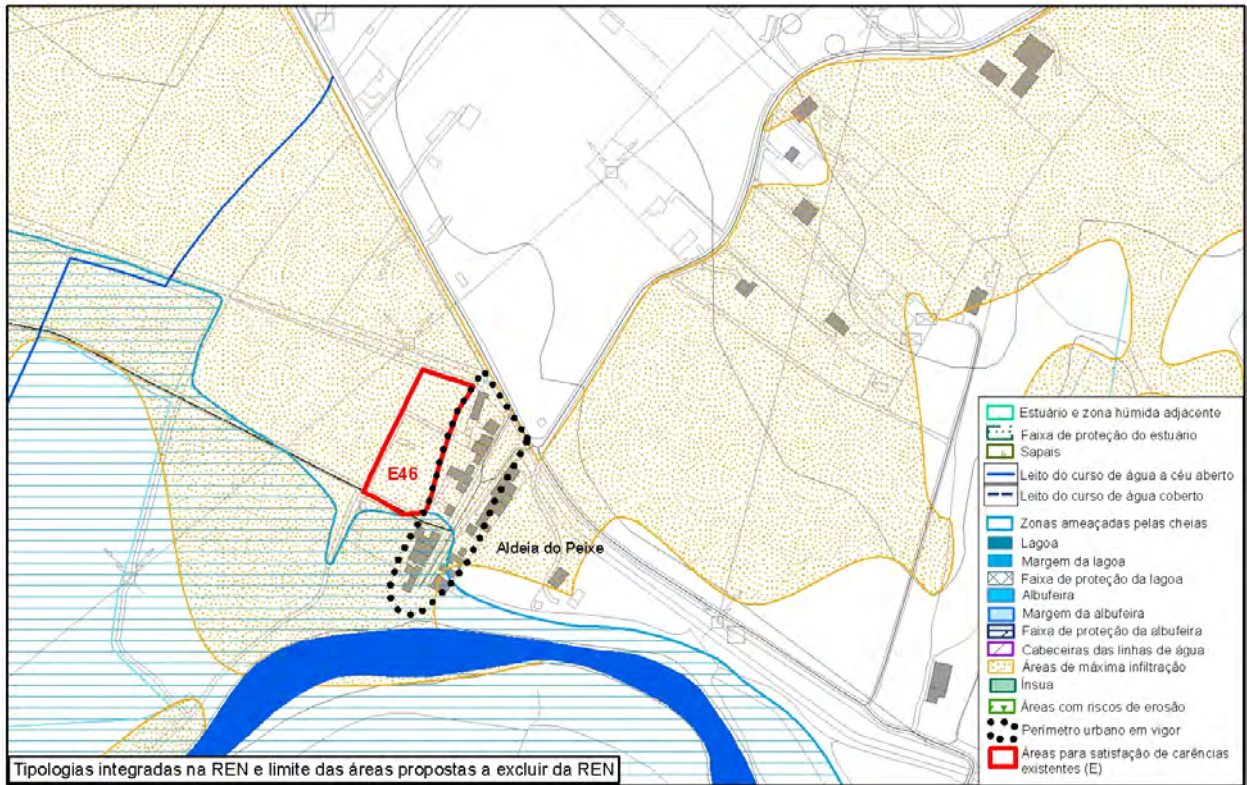 E46
Aldeia do Peixe
Estuário e zona húmida adjacente
Faixa de proteção do estuário
Sapais
Leito do curso de água a céu aberto
Leito do curso de água coberto
Zonas ameaçadas pelas cheias
Lagoa
Margem da lagoa
Faixa de proteção da lagoa
Albufeira
Margem da albufeira
Faixa de proteção da albufeira
Cabeceiras das linhas de água
Áreas de máxima infiltração
Ínsua
Áreas com riscos de erosão
Perímetro urbano em vigor
Áreas para satisfação de carências
existentes (E)
Tipologias integradas na REN e limite das áreas propostas a excluir da REN